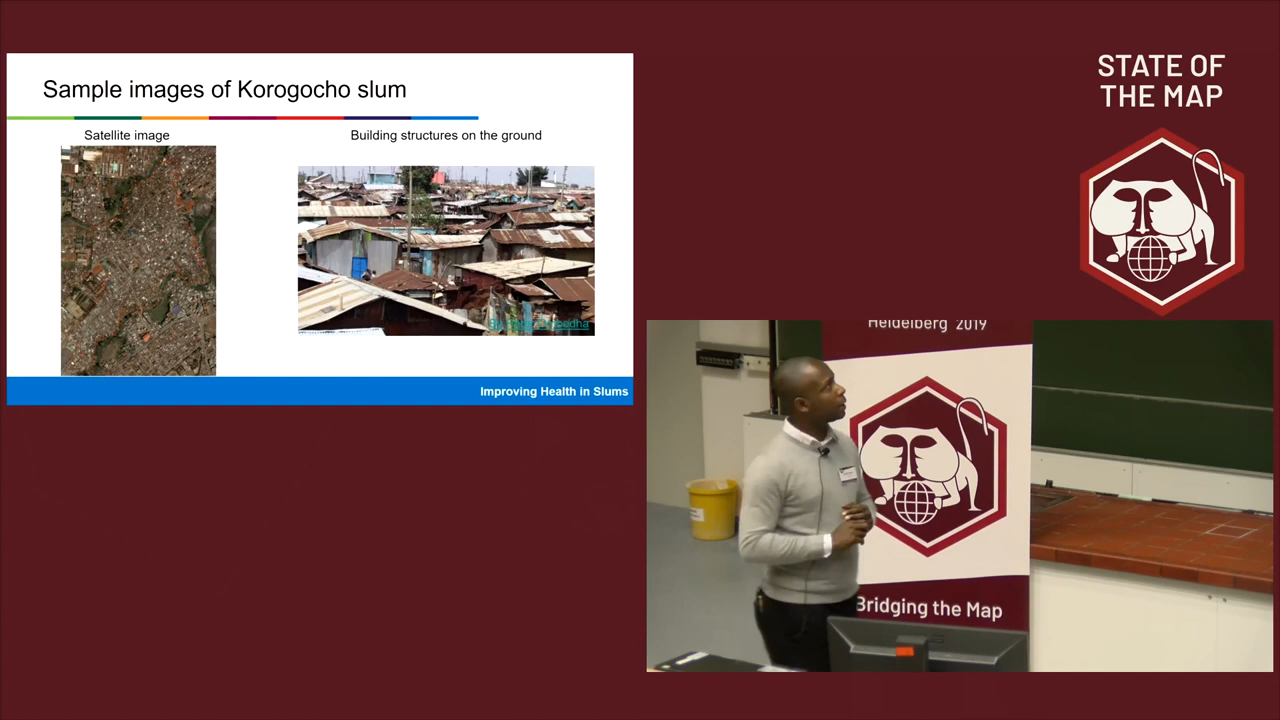 Sample images of Korogocho slum
Satellite image
Building structures on the ground
Improving Health in Slums
STATE OF
THE MAP
Heidelberg 2019
Bridging the Map